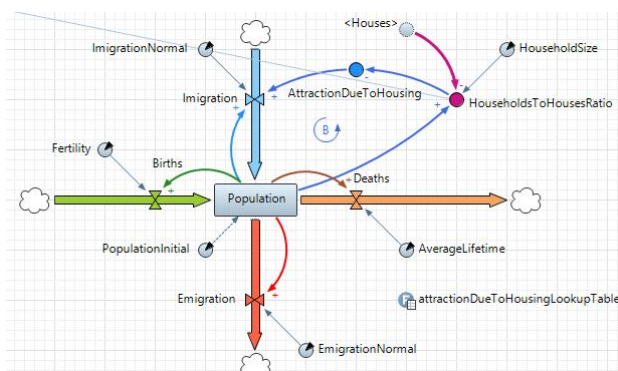 <Houses>
ImigrationNormal
HouseholdSize
Imigration
AttractionDueToHousing
HouseholdsToHousesRatio
B
Fertility
Births
Deaths
Population
PopulationInitial
AverageLifetime
Emigration
F
attractionDueToHousingLookupTable
EmigrationNormal